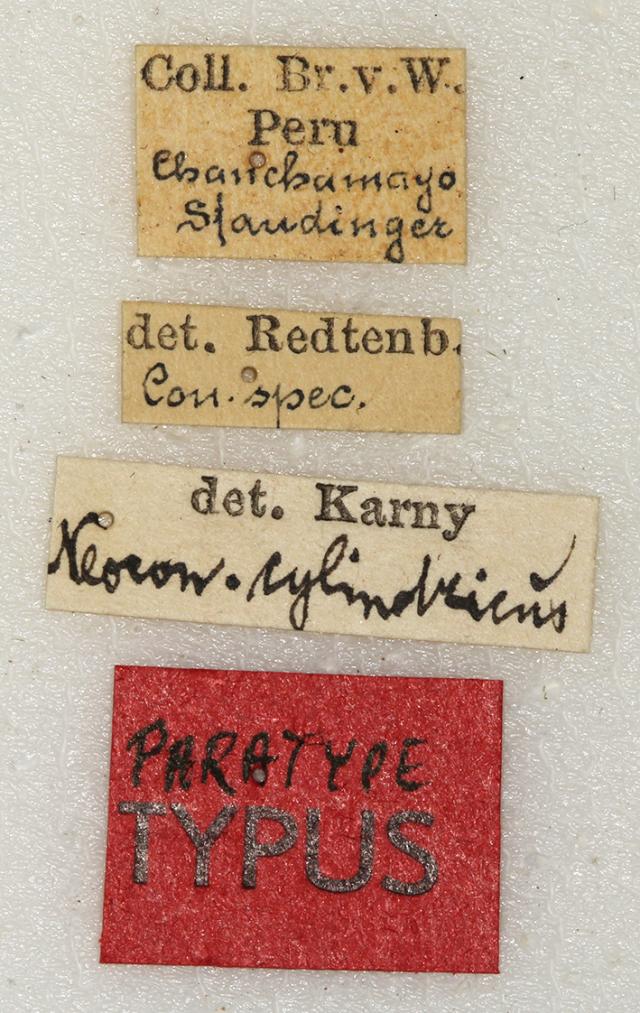 Coll. Br.v.W.
Peru
Chanchamayo
Staudinger
det. Redtenb.
Con. spec.
det. Karny
Neocon. cylindricus
PARATYPE
TYPUS